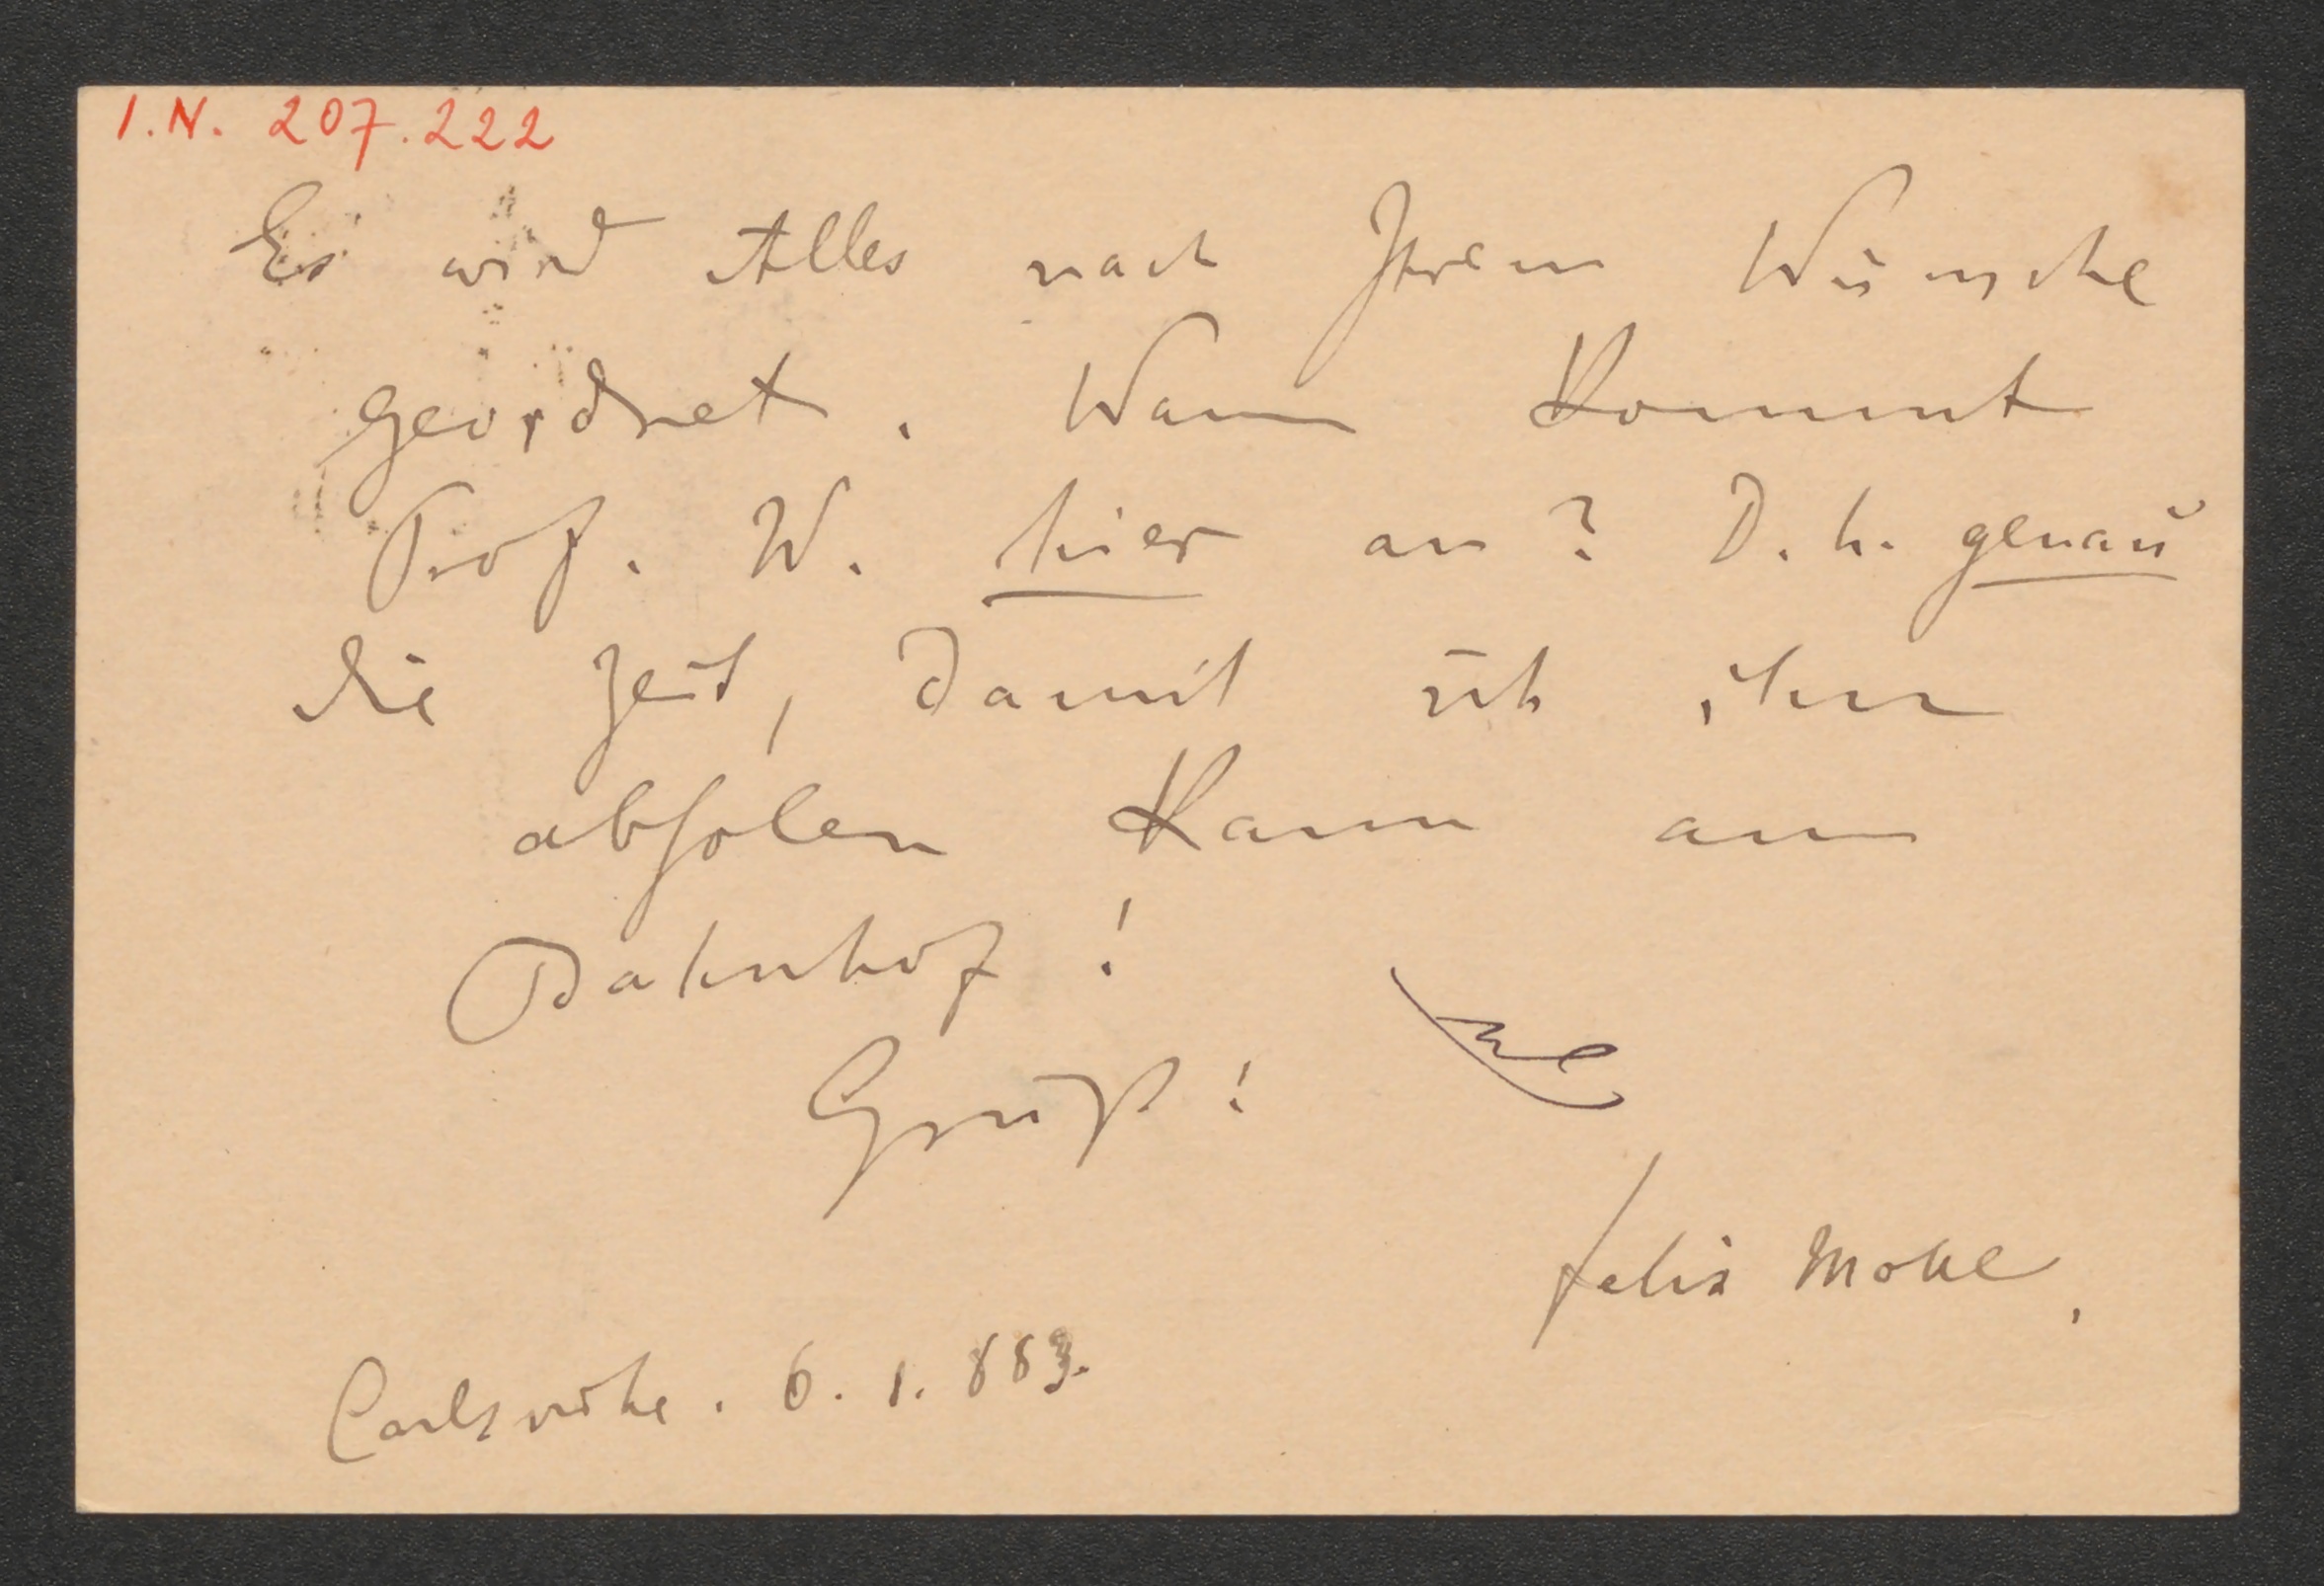 I.N. 207.222
Es wird Alles nach Ihrem Wunsche
geordnet. Wann kommt
Prof. W. hier an? D.h. genau
die Zeit, damit ich ihn
abholen kann am
Bahnhof!
Gruß!
Felix Mottl,
Carlsruhe. 6.1.883.